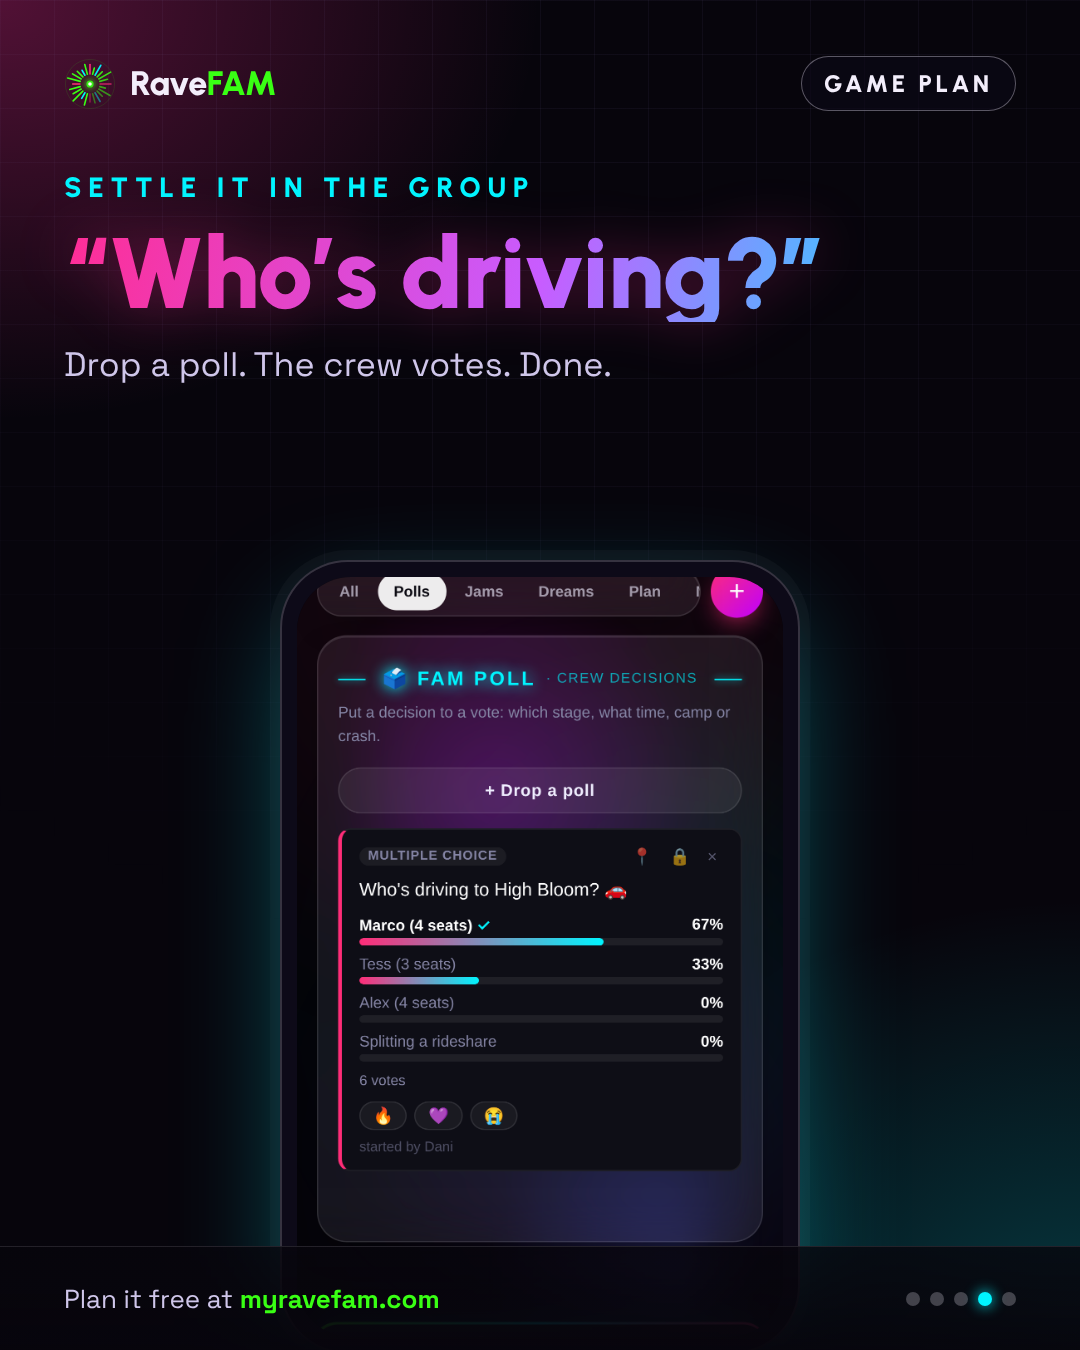 RaveFAM
GAME PLAN
SETTLE IT IN THE GROUP
“Who’s driving?”
Drop a poll. The crew votes. Done.
All Polls Jams Dreams Plan
+
🗳️ FAM POLL · CREW DECISIONS
Put a decision to a vote: which stage, what time, camp or
crash.
+ Drop a poll
MULTIPLE CHOICE 📍 🔒 ×
Who's driving to High Bloom? 🚗
Marco (4 seats) ✓ 67%
Tess (3 seats) 33%
Alex (4 seats) 0%
Splitting a rideshare 0%
6 votes
🔥 💜 😭
started by Dani
Plan it free at myravefam.com